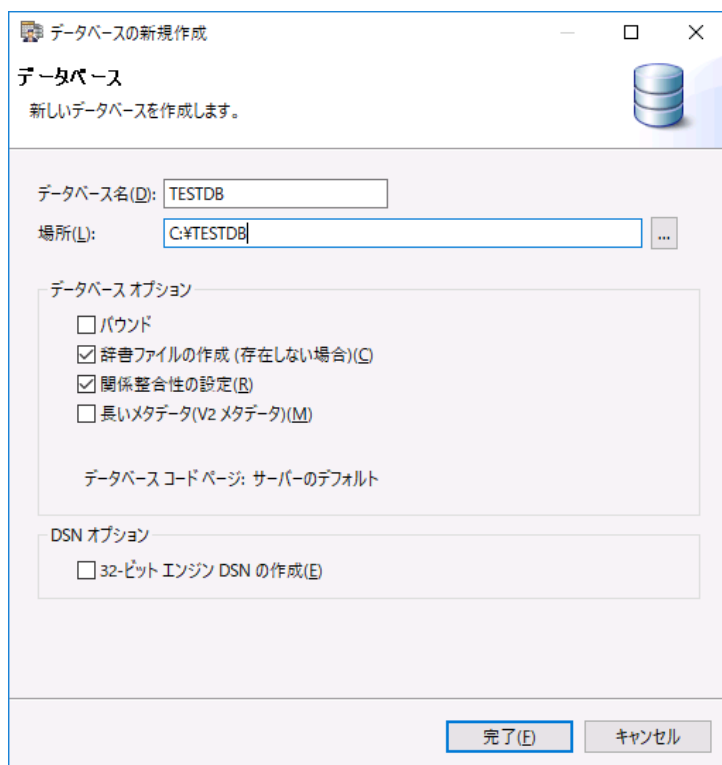 データベースの新規作成
データベース
新しいデータベースを作成します。
データベース名(D): TESTDB
場所(L): C:¥TESTDB ...
データベース オプション
バウンド
辞書ファイルの作成 (存在しない場合)(C)
関係整合性の設定(R)
長いメタデータ(V2 メタデータ)(M)
データベース コード ページ: サーバーのデフォルト
DSN オプション
32-ビット エンジン DSN の作成(E)
完了(F) キャンセル